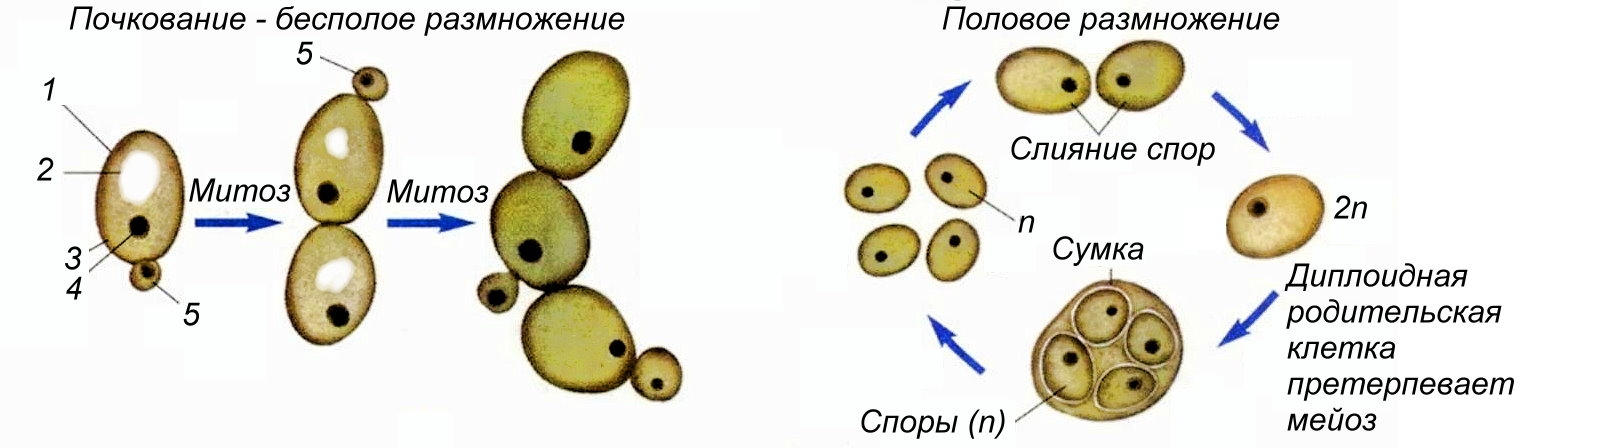 Почкование - бесполое размножение
5
1
2
Митоз
Митоз
3
4
5
Половое размножение
Слияние спор
n
2n
Сумка
Диплоидная
родительская
клетка
претерпевает
мейоз
Споры (n)